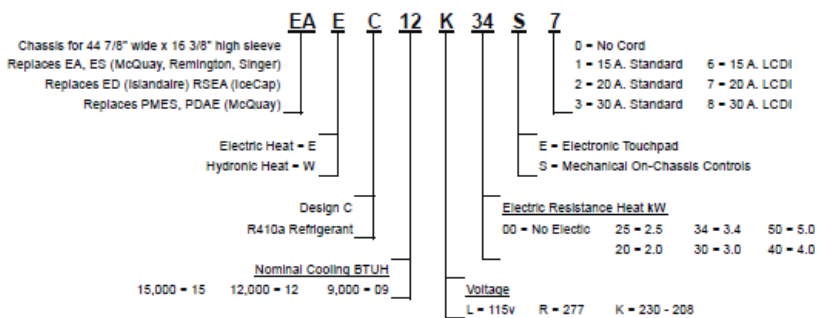 EA E C 12 K 34 S 7
Chassis for 44 7/8" wide x 16 3/8" high sleeve
Replaces EA, ES (McQuay, Remington, Singer)
Replaces ED (Islandaire) RSEA (IceCap)
Replaces PMES, PDAE (McQuay)
0 = No Cord
1 = 15 A. Standard 6 = 15 A. LCDI
2 = 20 A. Standard 7 = 20 A. LCDI
3 = 30 A. Standard 8 = 30 A. LCDI
Electric Heat = E
Hydronic Heat = W
E = Electronic Touchpad
S = Mechanical On-Chassis Controls
Design C
R410a Refrigerant
Electric Resistance Heat kW
00 = No Electic 25 = 2.5 34 = 3.4 50 = 5.0
20 = 2.0 30 = 3.0 40 = 4.0
Nominal Cooling BTUH
15,000 = 15 12,000 = 12 9,000 = 09
Voltage
L = 115v R = 277 K = 230 - 208